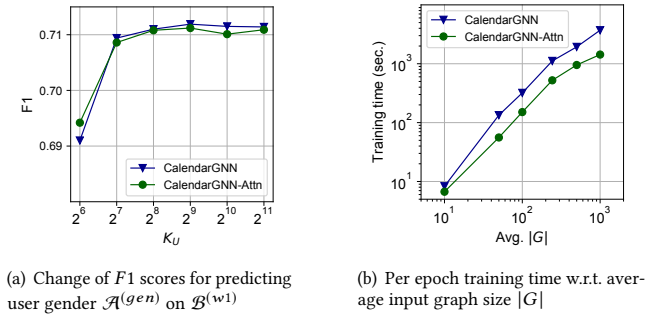 0.71
0.70
0.69
F1
CalendarGNN
CalendarGNN-Attn
2^6 2^7 2^8 2^9 2^10 2^11
K_U
(a) Change of F1 scores for predicting
user gender 𝒜^(gen) on ℬ^(w1)
CalendarGNN
CalendarGNN-Attn
10^3
10^2
10^1
Training time (sec.)
10^1 10^2 10^3
Avg. |G|
(b) Per epoch training time w.r.t. aver-
age input graph size |G|